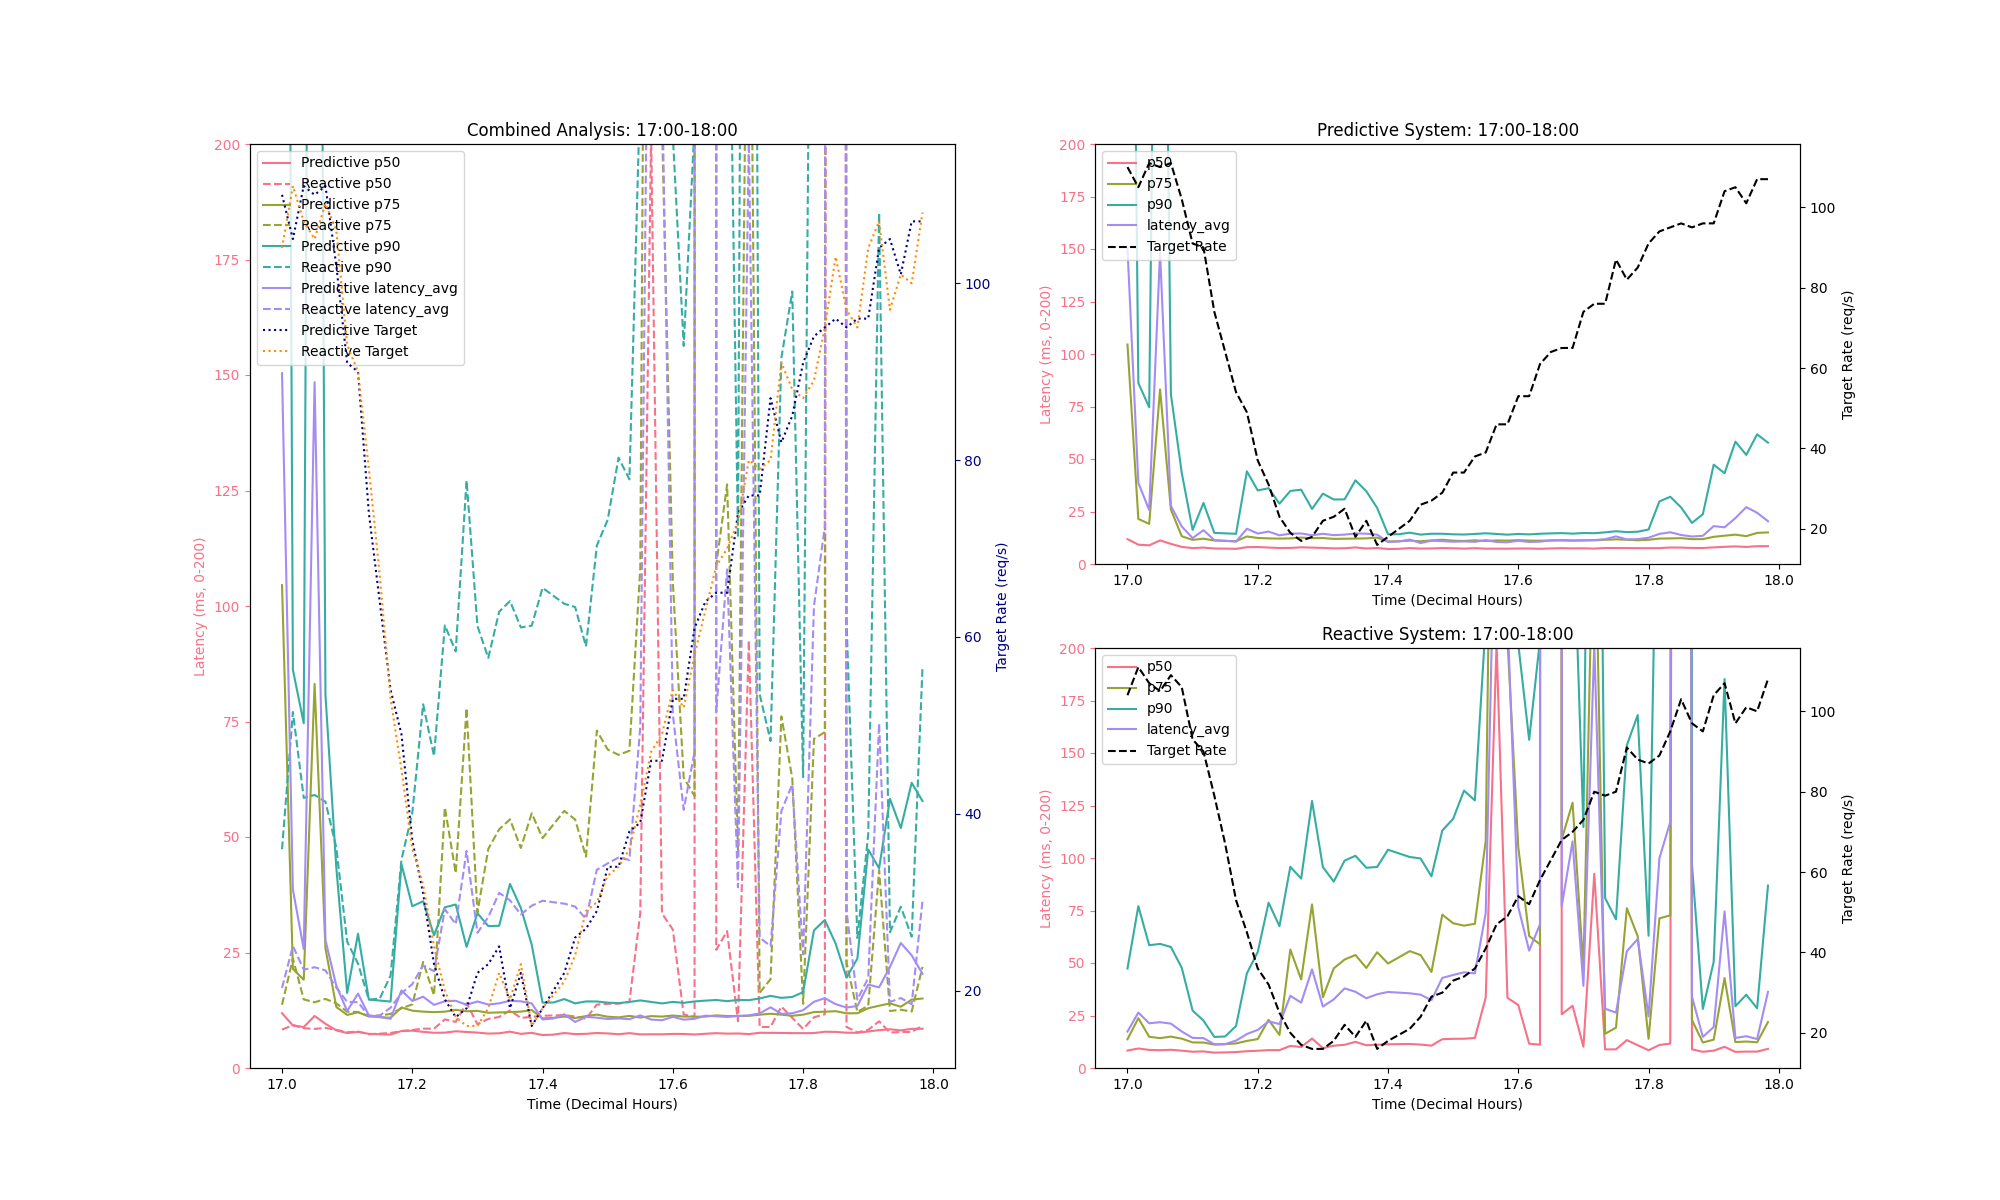 Combined Analysis: 17:00-18:00
200
175
150
125
100
75
50
25
0
Latency (ms, 0-200)
Predictive p50
Reactive p50
Predictive p75
Reactive p75
Predictive p90
Reactive p90
Predictive latency_avg
Reactive latency_avg
Predictive Target
Reactive Target
100
80
60
40
20
Target Rate (req/s)
17.0 17.2 17.4 17.6 17.8 18.0
Time (Decimal Hours)
Predictive System: 17:00-18:00
200
175
150
125
100
75
50
25
0
Latency (ms, 0-200)
p50
p75
p90
latency_avg
Target Rate
100
80
60
40
20
Target Rate (req/s)
17.0 17.2 17.4 17.6 17.8 18.0
Time (Decimal Hours)
Reactive System: 17:00-18:00
200
175
150
125
100
75
50
25
0
Latency (ms, 0-200)
p50
p75
p90
latency_avg
Target Rate
100
80
60
40
20
Target Rate (req/s)
17.0 17.2 17.4 17.6 17.8 18.0
Time (Decimal Hours)